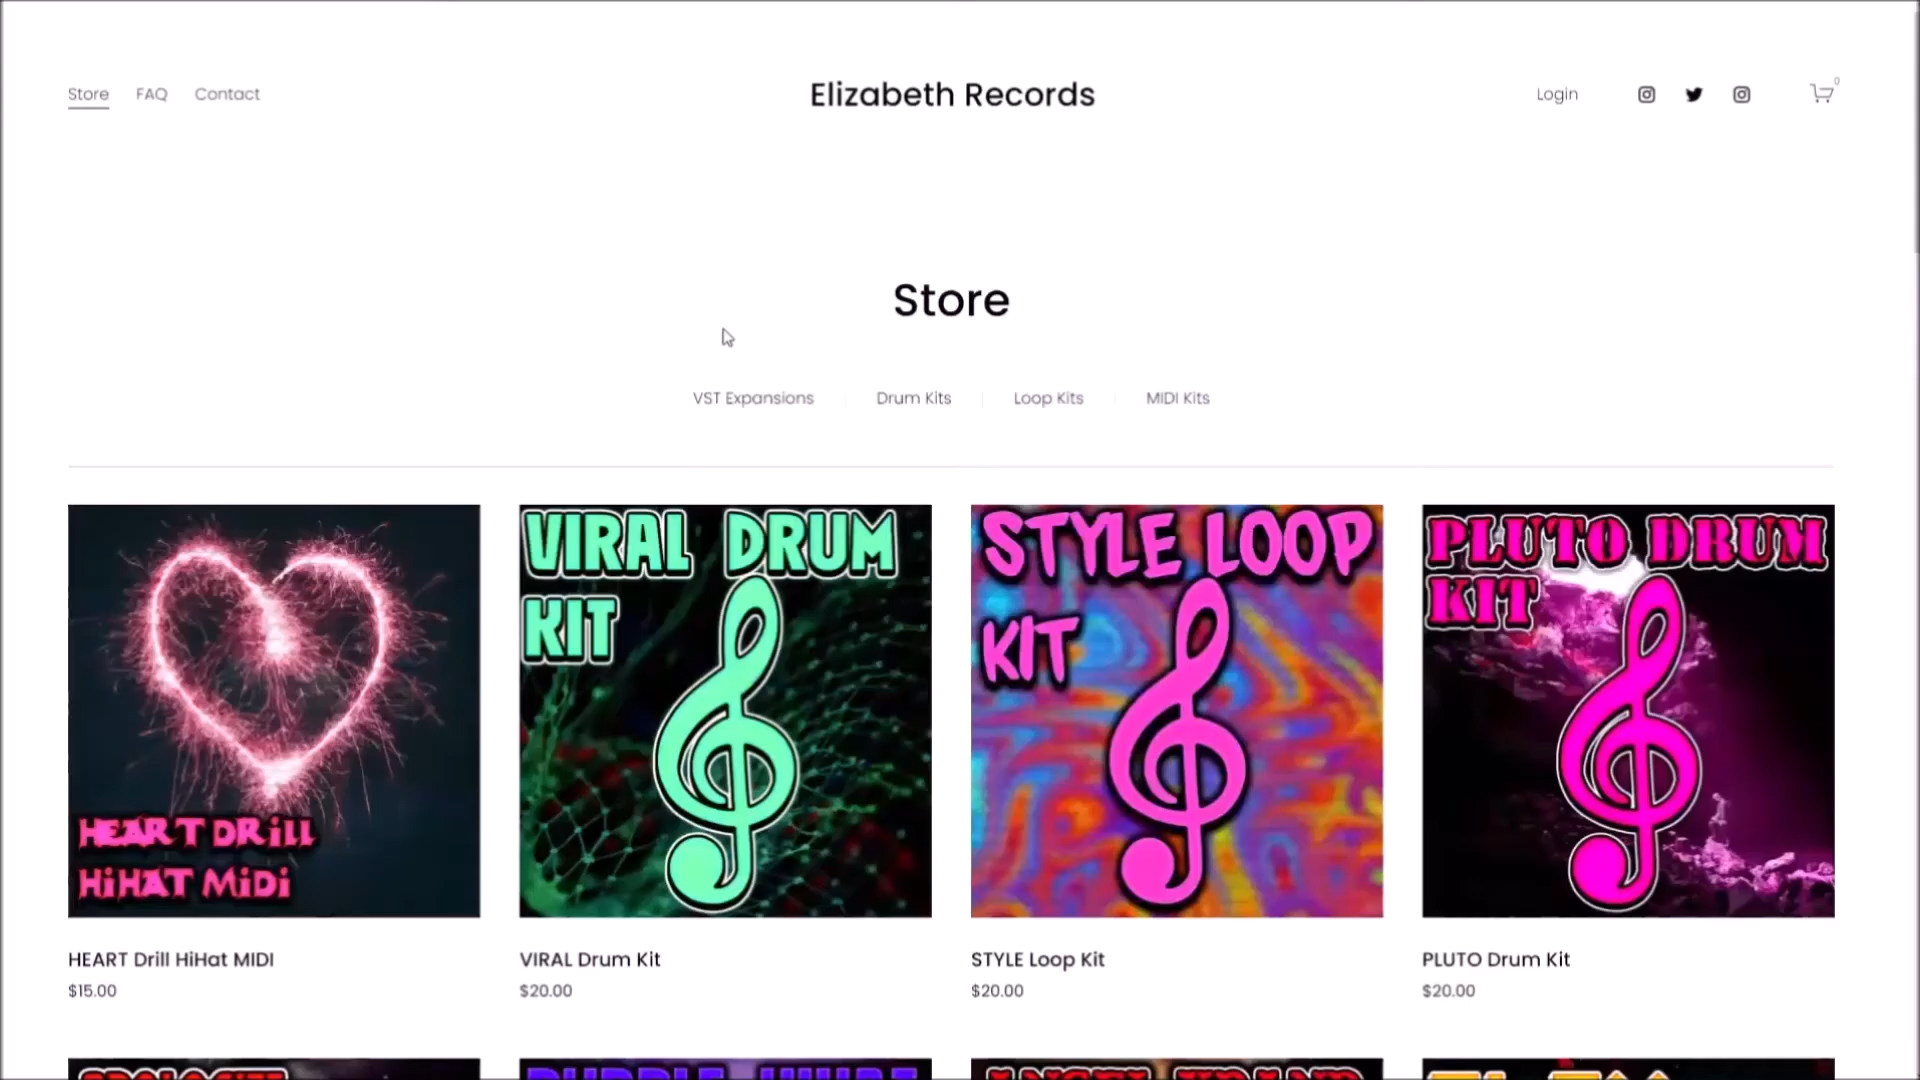 Store FAQ Contact
Elizabeth Records
Login
0
Store
VST Expansions Drum Kits Loop Kits MIDI Kits
HEART DRiLL
HiHAT MiDi
VIRAL DRUM
KIT
STYLE LOOP
KIT
PLUTO DRUM
KIT
HEART Drill HiHat MIDI
$15.00
VIRAL Drum Kit
$20.00
STYLE Loop Kit
$20.00
PLUTO Drum Kit
$20.00